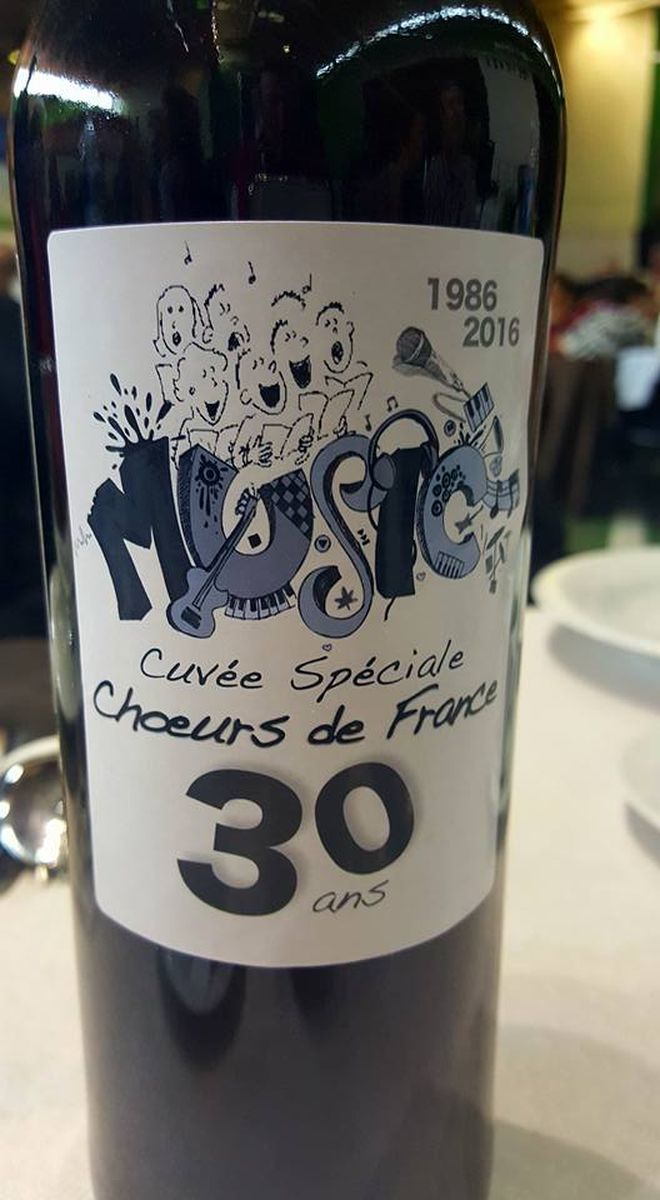 1986
2016
MUSIC
Cuvée Spéciale
Choeurs de France
30
ans